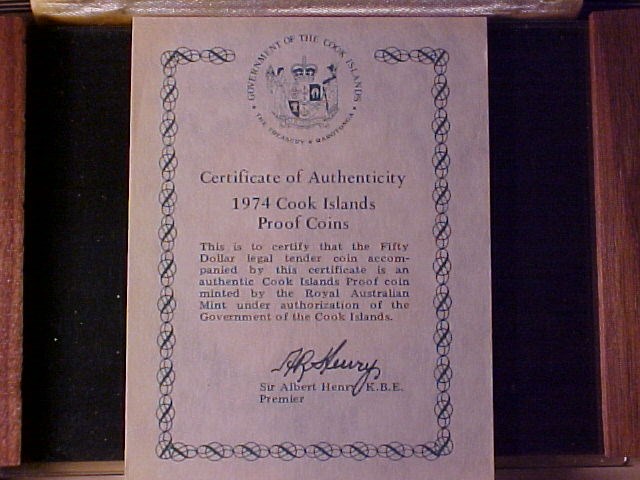 GOVERNMENT OF THE COOK ISLANDS
• THE TREASURY • RAROTONGA •
Certificate of Authenticity
1974 Cook Islands
Proof Coins
This is to certify that the Fifty
Dollar legal tender coin accom-
panied by this certificate is an
authentic Cook Islands Proof coin
minted by the Royal Australian
Mint under authorization of the
Government of the Cook Islands.
AR Henry
Sir Albert Henry K.B.E.
Premier